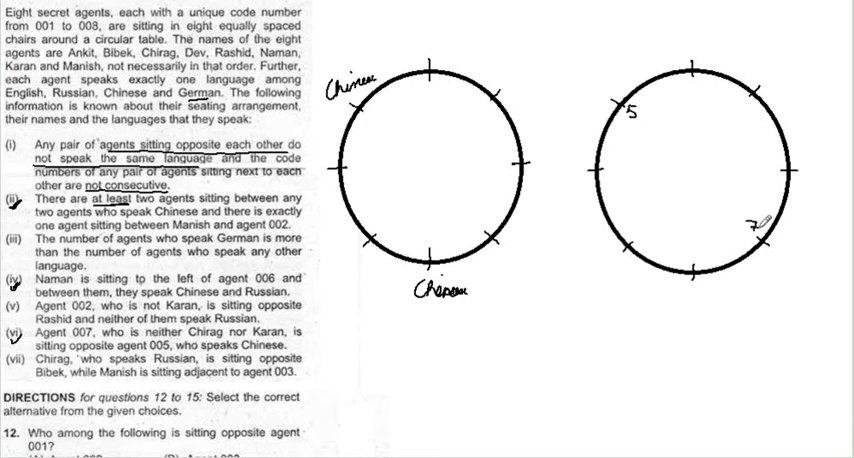 Eight secret agents, each with a unique code number
from 001 to 008, are sitting in eight equally spaced
chairs around a circular table. The names of the eight
agents are Ankit, Bibek, Chirag, Dev, Rashid, Naman,
Karan and Manish, not necessarily in that order. Further,
each agent speaks exactly one language among
English, Russian, Chinese and German. The following
information is known about their seating arrangement,
their names and the languages that they speak:
(i) Any pair of agents sitting opposite each other do
not speak the same language and the code
numbers of any pair of agents sitting next to each
other are not consecutive.
(ii) There are at least two agents sitting between any
two agents who speak Chinese and there is exactly
one agent sitting between Manish and agent 002.
(iii) The number of agents who speak German is more
than the number of agents who speak any other
language.
(iv) Naman is sitting to the left of agent 006 and
between them, they speak Chinese and Russian.
(v) Agent 002, who is not Karan, is sitting opposite
Rashid and neither of them speak Russian.
(vi) Agent 007, who is neither Chirag nor Karan, is
sitting opposite agent 005, who speaks Chinese.
(vii) Chirag, who speaks Russian, is sitting opposite
Bibek, while Manish is sitting adjacent to agent 003.
DIRECTIONS for questions 12 to 15: Select the correct
alternative from the given choices.
12. Who among the following is sitting opposite agent
001?
Chinese
Chinese
5
7